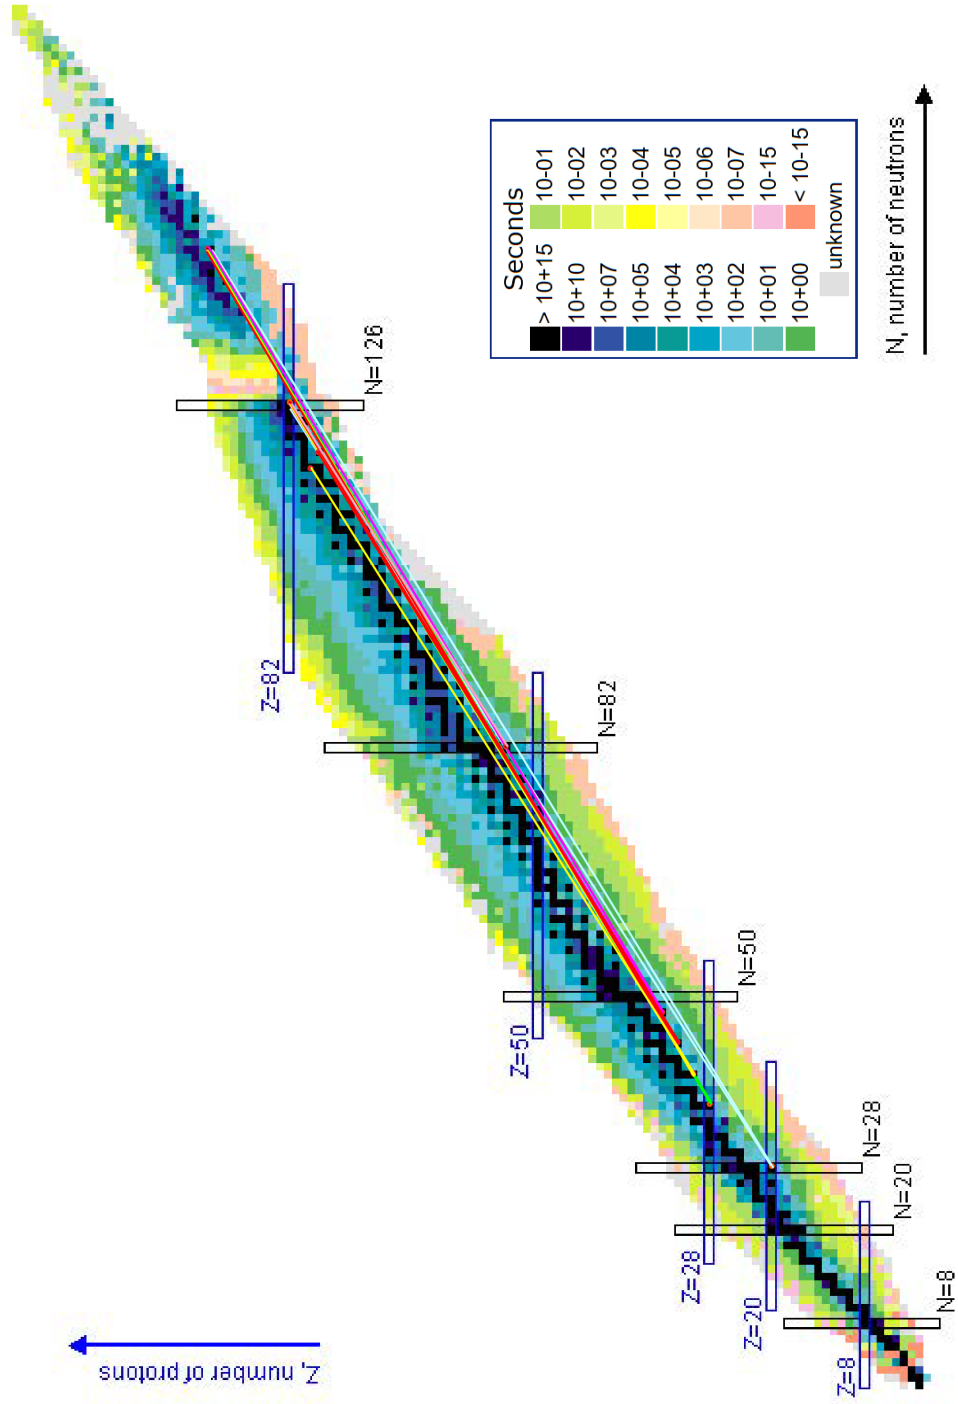 Z, number of protons
Z=82
N=126
Z=50
N=82
Z=28
N=50
Z=20
N=28
Z=8
N=20
N=8
Seconds
> 10+15 10-01
10+10 10-02
10+07 10-03
10+05 10-04
10+04 10-05
10+03 10-06
10+02 10-07
10+01 10-15
10+00 < 10-15
unknown
N, number of neutrons